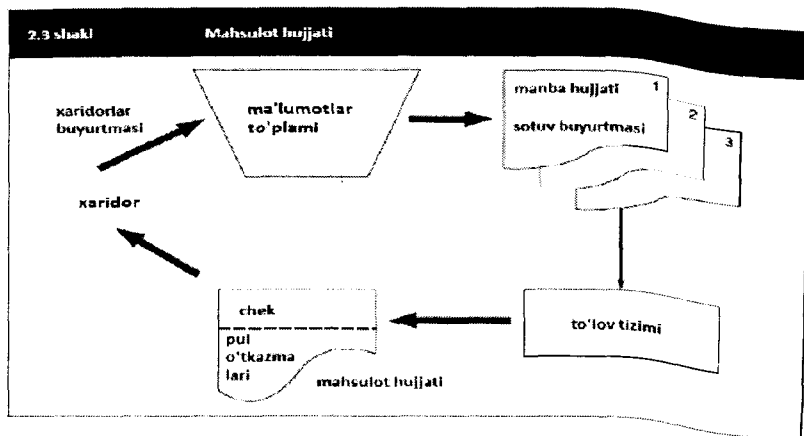 2.3 shakl Mahsulot hujjati
xaridorlar
buyurtmasi
ma'lumotlar
to'plami
manba hujjati 1
sotuv buyurtmasi
2
3
xaridor
chek
pul
o'tkazma
lari
mahsulot hujjati
to'lov tizimi